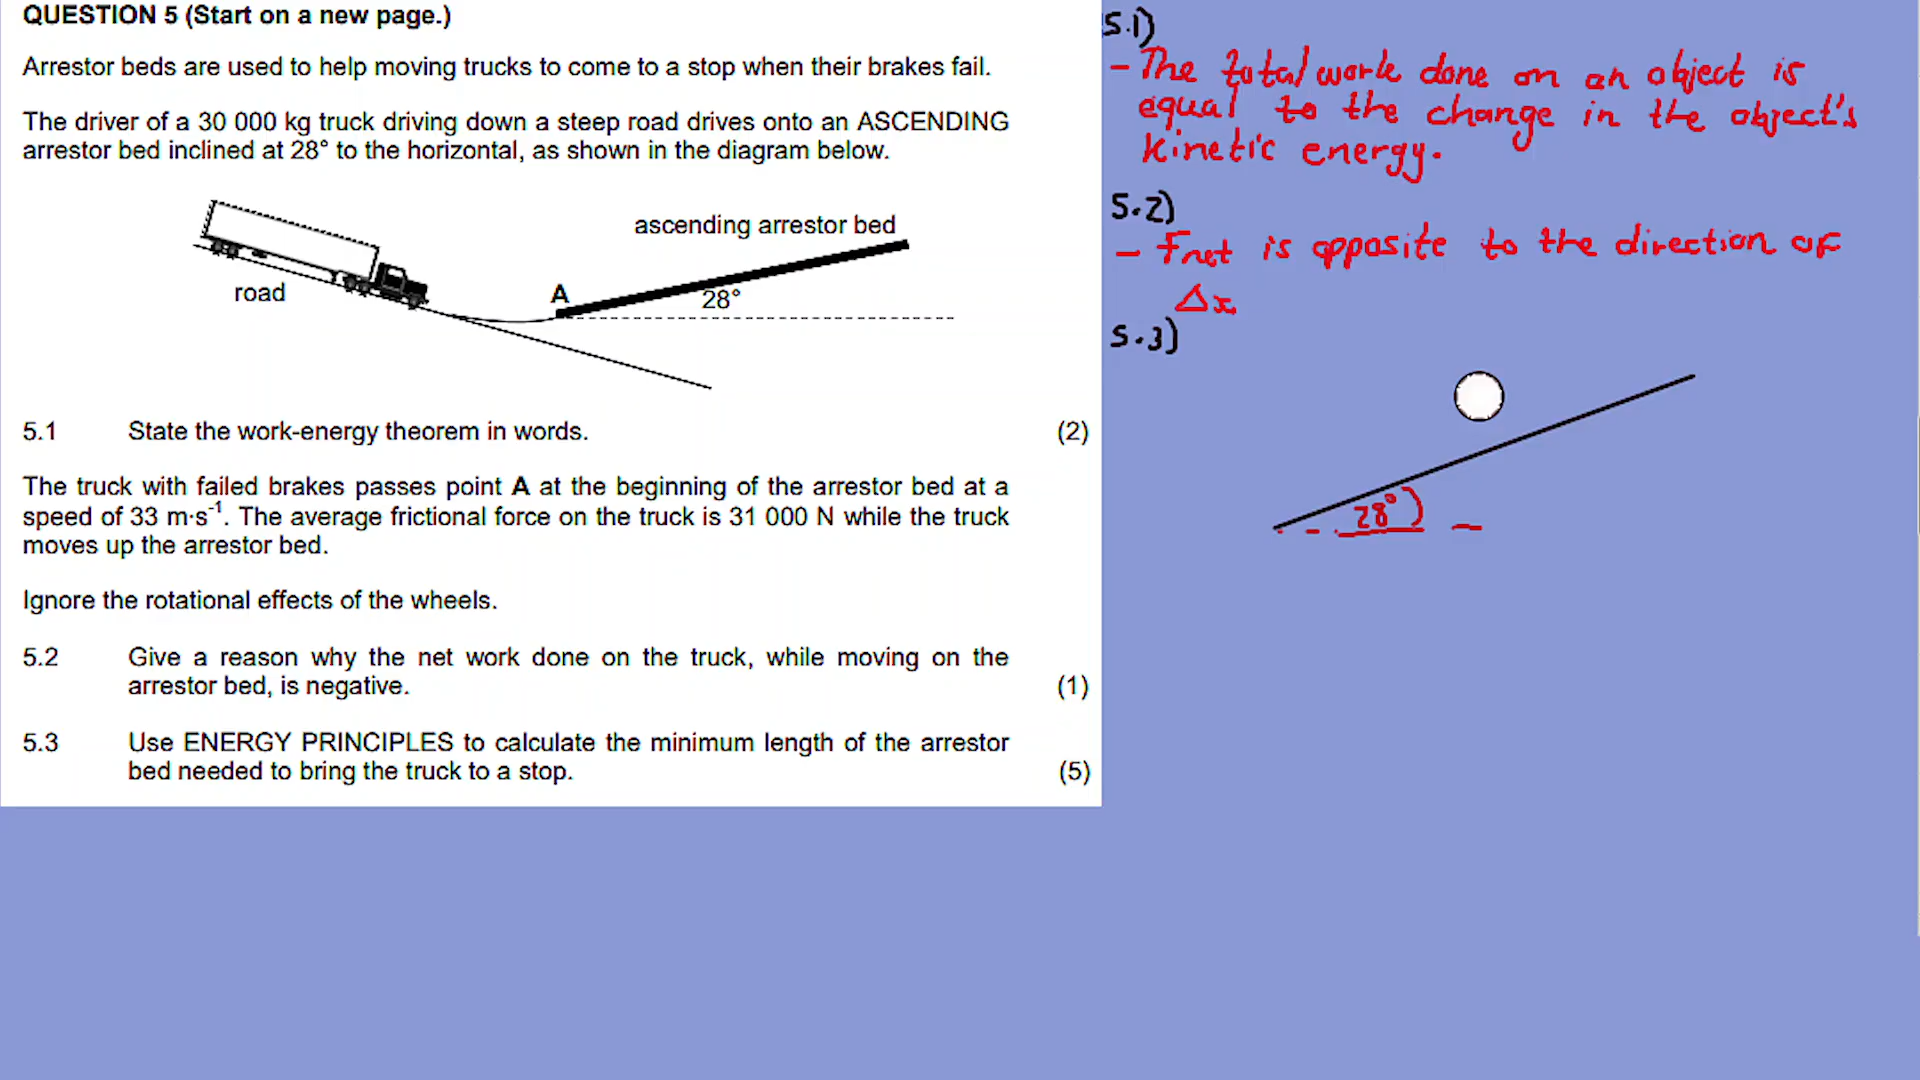 QUESTION 5 (Start on a new page.)
Arrestor beds are used to help moving trucks to come to a stop when their brakes fail.
The driver of a 30 000 kg truck driving down a steep road drives onto an ASCENDING
arrestor bed inclined at 28° to the horizontal, as shown in the diagram below.
ascending arrestor bed
road
A
28°
5.1 State the work-energy theorem in words. (2)
The truck with failed brakes passes point A at the beginning of the arrestor bed at a
speed of 33 m·s⁻¹. The average frictional force on the truck is 31 000 N while the truck
moves up the arrestor bed.
Ignore the rotational effects of the wheels.
5.2 Give a reason why the net work done on the truck, while moving on the
arrestor bed, is negative. (1)
5.3 Use ENERGY PRINCIPLES to calculate the minimum length of the arrestor
bed needed to bring the truck to a stop. (5)
5.1)
- The total work done on an object is
equal to the change in the object's
kinetic energy.
5.2)
- Fnet is opposite to the direction of
Δx
5.3)
28°